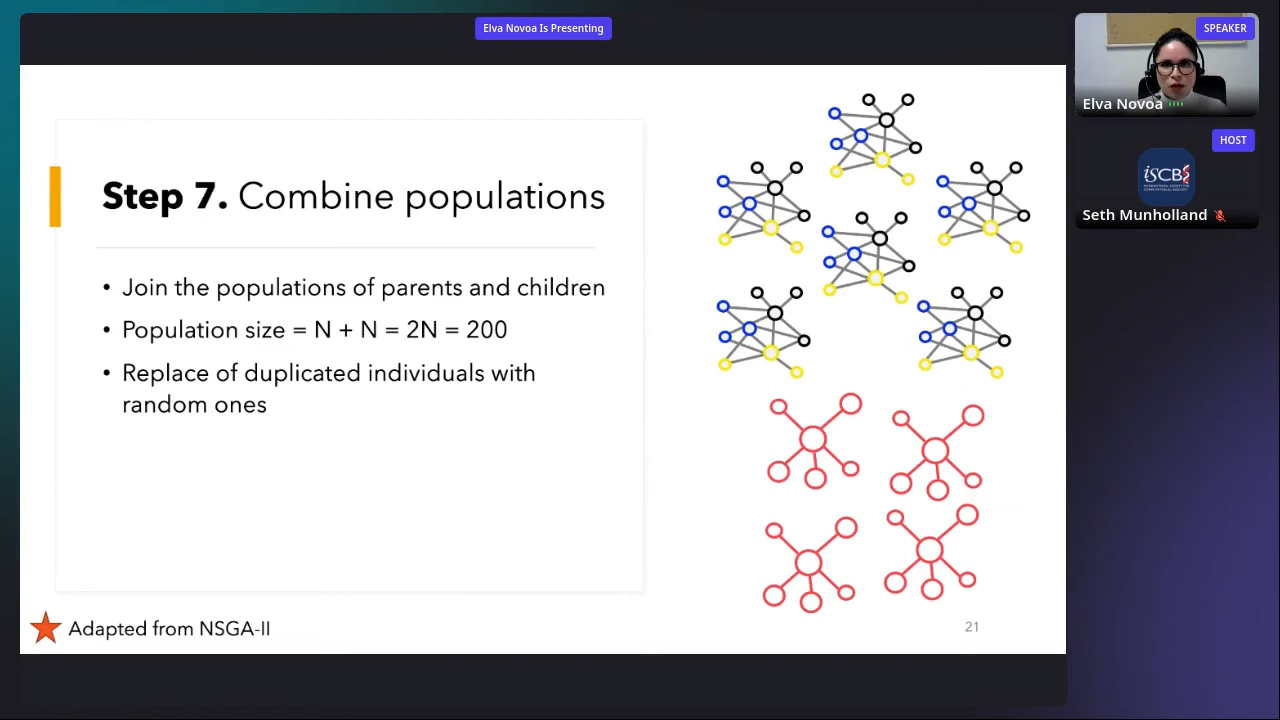 Elva Novoa Is Presenting
SPEAKER
Elva Novoa
HOST
iSCB
Seth Munholland
Step 7. Combine populations
• Join the populations of parents and children
• Population size = N + N = 2N = 200
• Replace of duplicated individuals with
random ones
Adapted from NSGA-II
21